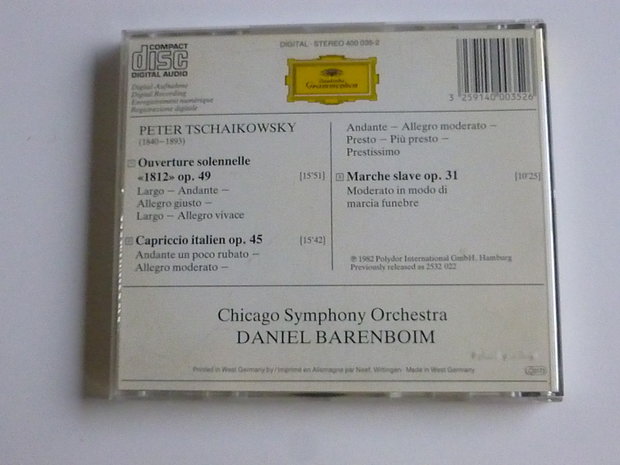 COMPACT
disc
DIGITAL AUDIO
Digital-Aufnahme
Digital Recording
Enregistrement numérique
Registrazione digitale
DIGITAL · STEREO 400 035-2
Deutsche
Grammophon
3 259140 003526
PETER TSCHAIKOWSKY
(1840–1893)
1 Ouverture solennelle
«1812» op. 49 [15'51]
Largo – Andante –
Allegro giusto –
Largo – Allegro vivace
2 Capriccio italien op. 45 [15'42]
Andante un poco rubato –
Allegro moderato –
Andante – Allegro moderato –
Presto – Più presto –
Prestissimo
3 Marche slave op. 31 [10'25]
Moderato in modo di
marcia funebre
℗ 1982 Polydor International GmbH, Hamburg
Previously released as 2532 022
Chicago Symphony Orchestra
DANIEL BARENBOIM
Printed in West Germany by / Imprimé en Allemagne par Neef, Wittingen · Made in West Germany